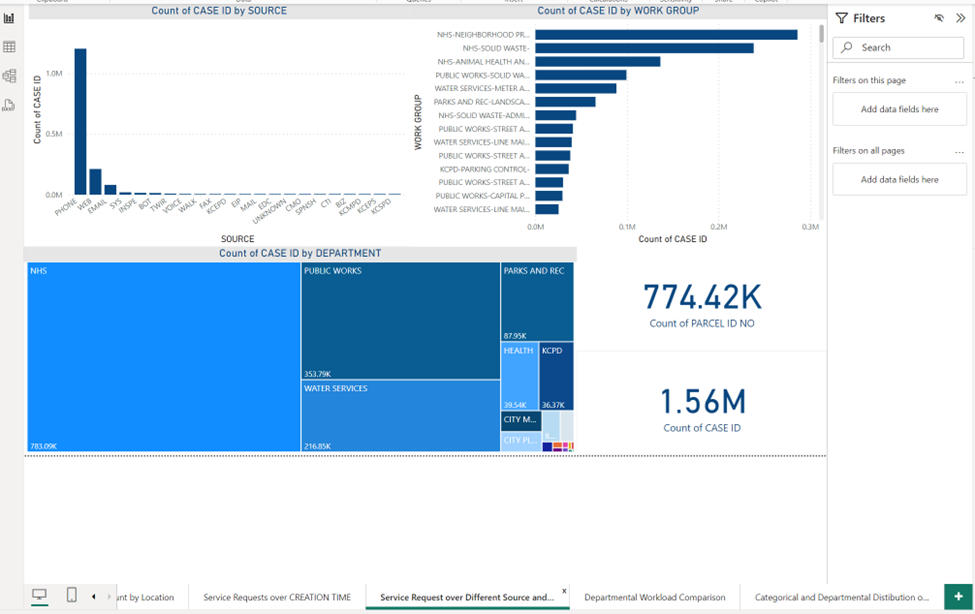 Count of CASE ID by SOURCE
Count of CASE ID
1.0M
0.5M
0.0M
PHONE
WEB
EMAIL
SYS
INSPE
BOT
TWIR
VOICE
WALK
FAX
KCEPD
EIP
MAIL
EDC
UNKNOWN
CMO
SPNSH
CTI
BIZ
KCMPD
KCEPS
KCSPD
SOURCE
Count of CASE ID by WORK GROUP
WORK GROUP
NHS-NEIGHBORHOOD PR...
NHS-SOLID WASTE-
NHS-ANIMAL HEALTH AN...
PUBLIC WORKS-SOLID WA...
WATER SERVICES-METER A...
PARKS AND REC-LANDSCA...
NHS-SOLID WASTE-ADMI...
PUBLIC WORKS-STREET A...
WATER SERVICES-LINE MAI...
PUBLIC WORKS-STREET A...
KCPD-PARKING CONTROL-
PUBLIC WORKS-STREET A...
PUBLIC WORKS-CAPITAL P...
WATER SERVICES-LINE MAI...
0.0M
0.1M
0.2M
0.3M
Count of CASE ID
Count of CASE ID by DEPARTMENT
NHS
783.09K
PUBLIC WORKS
353.79K
WATER SERVICES
216.85K
PARKS AND REC
87.95K
HEALTH
39.54K
KCPD
36.37K
CITY M...
CITY PL...
774.42K
Count of PARCEL ID NO
1.56M
Count of CASE ID
Filters
Search
Filters on this page
...
Add data fields here
Filters on all pages
...
Add data fields here
unt by Location
Service Requests over CREATION TIME
Service Request over Different Source and...
x
Departmental Workload Comparison
Categorical and Departmental Distibution o...
+